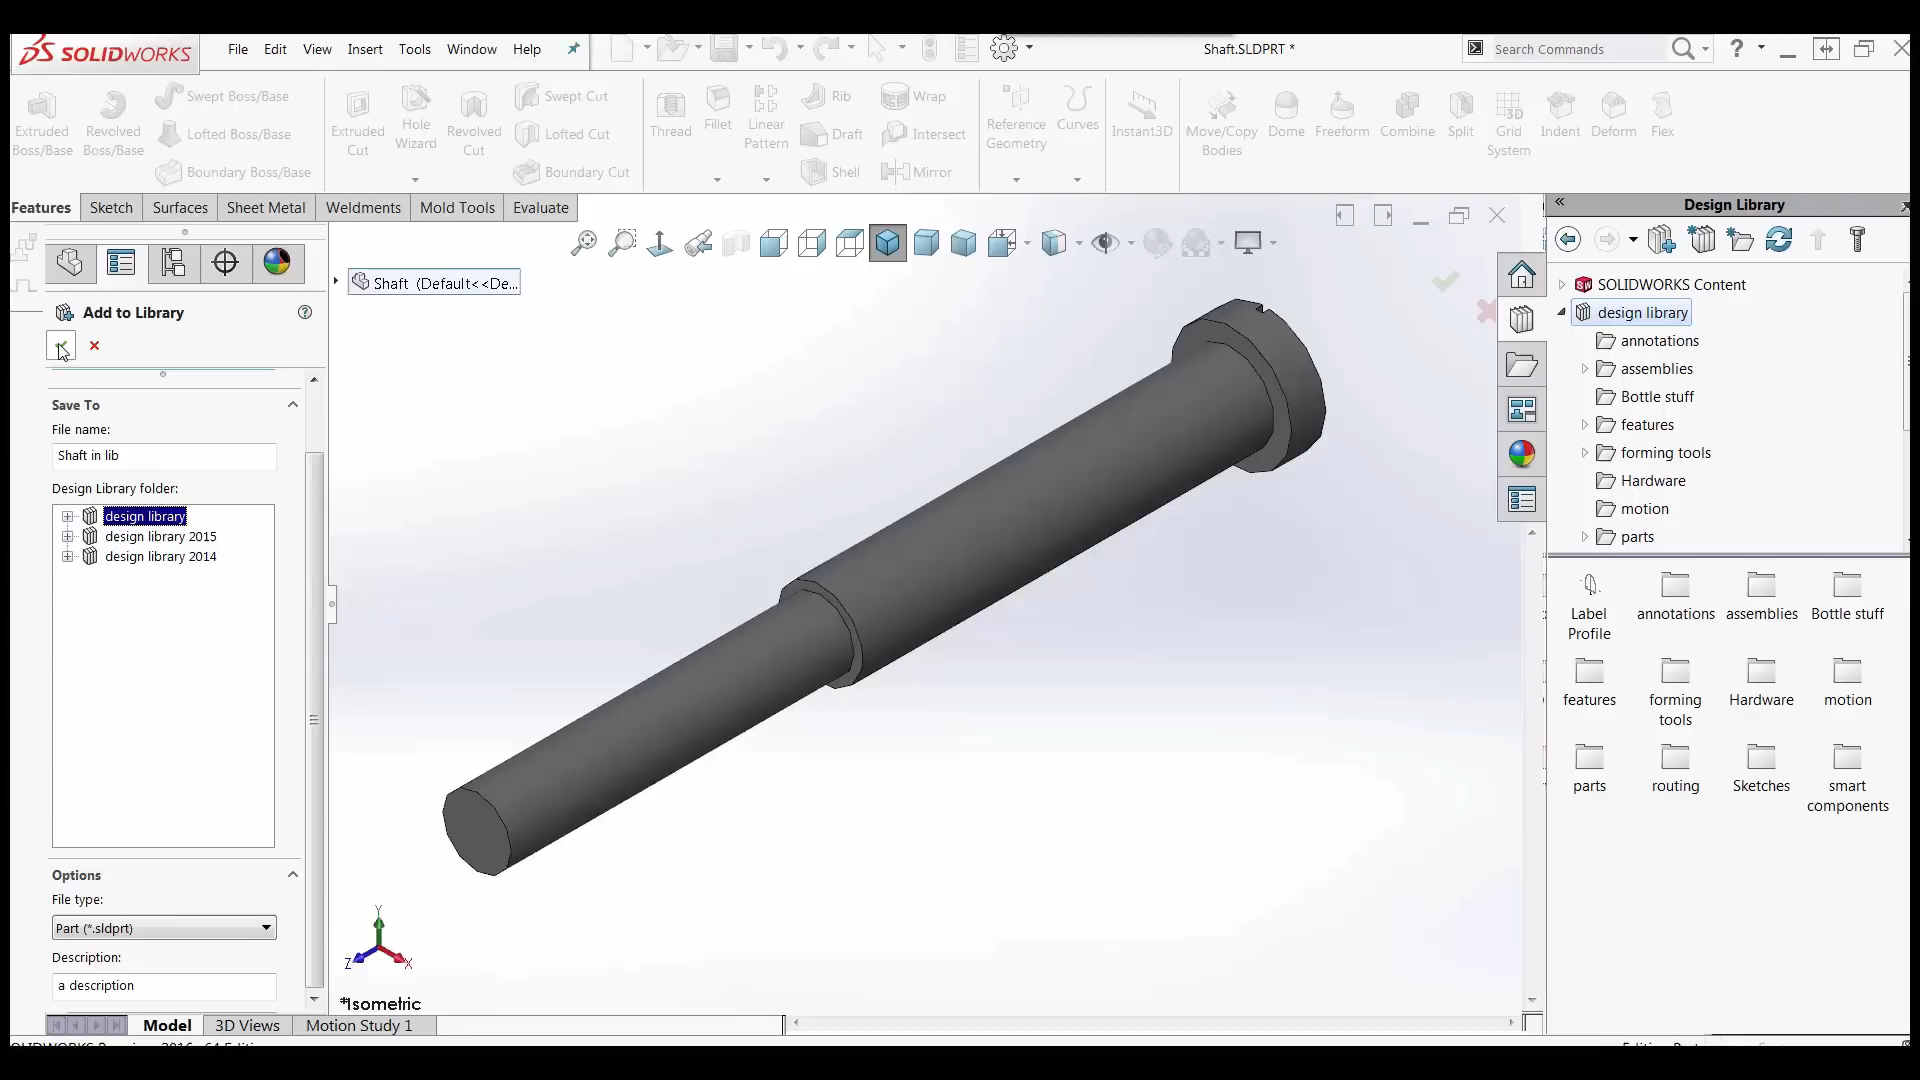 SOLIDWORKS
File Edit View Insert Tools Window Help
Shaft.SLDPRT *
Search Commands
Extruded Boss/Base
Revolved Boss/Base
Swept Boss/Base
Lofted Boss/Base
Boundary Boss/Base
Extruded Cut
Hole Wizard
Revolved Cut
Swept Cut
Lofted Cut
Boundary Cut
Thread
Fillet
Linear Pattern
Rib
Draft
Shell
Wrap
Intersect
Mirror
Reference Geometry
Curves
Instant3D
Move/Copy Bodies
Dome
Freeform
Combine
Split
Grid System
Indent
Deform
Flex
Features Sketch Surfaces Sheet Metal Weldments Mold Tools Evaluate
Shaft (Default<<De...
Add to Library
Save To
File name:
Shaft in lib
Design Library folder:
design library
design library 2015
design library 2014
Options
File type:
Part (*.sldprt)
Description:
a description
Y
Z
X
*Isometric
Model 3D Views Motion Study 1
Design Library
SOLIDWORKS Content
design library
annotations
assemblies
Bottle stuff
features
forming tools
Hardware
motion
parts
Label Profile
annotations
assemblies
Bottle stuff
features
forming tools
Hardware
motion
parts
routing
Sketches
smart components